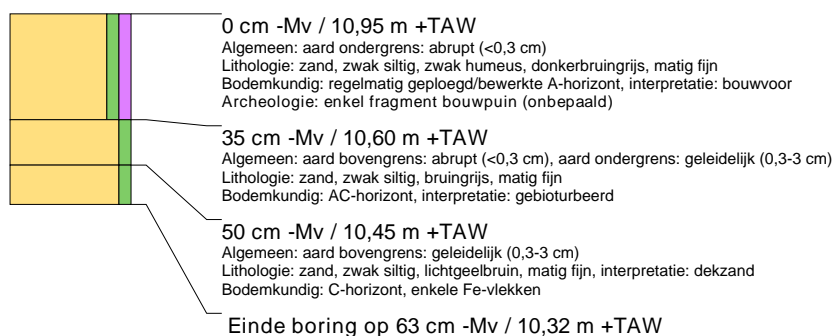 0 cm -Mv / 10,95 m +TAW
Algemeen: aard ondergrens: abrupt (<0,3 cm)
Lithologie: zand, zwak siltig, zwak humeus, donkerbruingrijs, matig fijn
Bodemkundig: regelmatig geploegd/bewerkte A-horizont, interpretatie: bouwvoor
Archeologie: enkel fragment bouwpuin (onbepaald)
35 cm -Mv / 10,60 m +TAW
Algemeen: aard bovengrens: abrupt (<0,3 cm), aard ondergrens: geleidelijk (0,3-3 cm)
Lithologie: zand, zwak siltig, bruingrijs, matig fijn
Bodemkundig: AC-horizont, interpretatie: gebioturbeerd
50 cm -Mv / 10,45 m +TAW
Algemeen: aard bovengrens: geleidelijk (0,3-3 cm)
Lithologie: zand, zwak siltig, lichtgeelbruin, matig fijn, interpretatie: dekzand
Bodemkundig: C-horizont, enkele Fe-vlekken
Einde boring op 63 cm -Mv / 10,32 m +TAW